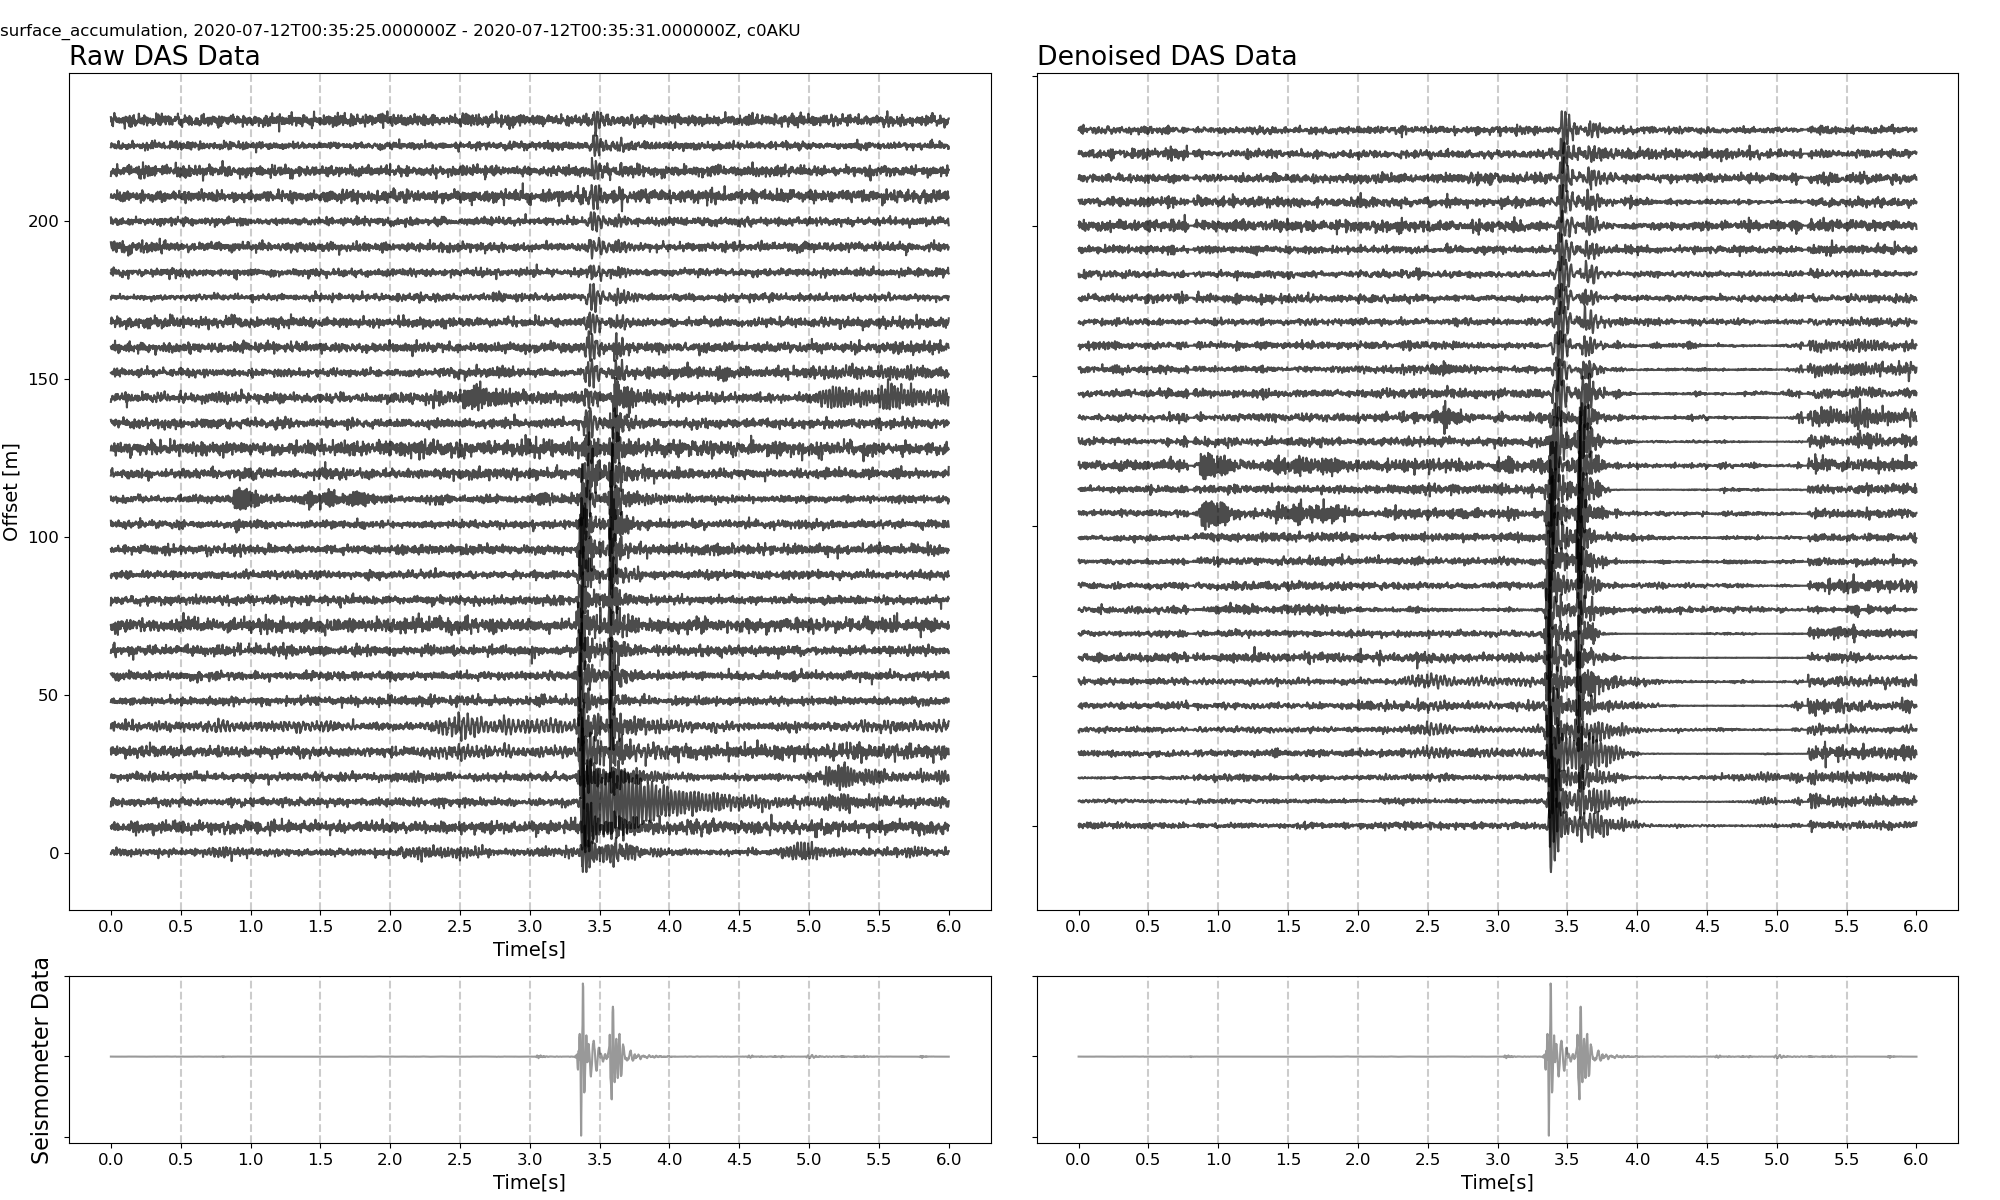 surface_accumulation, 2020-07-12T00:35:25.000000Z - 2020-07-12T00:35:31.000000Z, c0AKU
Raw DAS Data
Denoised DAS Data
Offset [m]
200
150
100
50
0
0.0 0.5 1.0 1.5 2.0 2.5 3.0 3.5 4.0 4.5 5.0 5.5 6.0
Time[s]
0.0 0.5 1.0 1.5 2.0 2.5 3.0 3.5 4.0 4.5 5.0 5.5 6.0
Seismometer Data
0.0 0.5 1.0 1.5 2.0 2.5 3.0 3.5 4.0 4.5 5.0 5.5 6.0
Time[s]
0.0 0.5 1.0 1.5 2.0 2.5 3.0 3.5 4.0 4.5 5.0 5.5 6.0
Time[s]